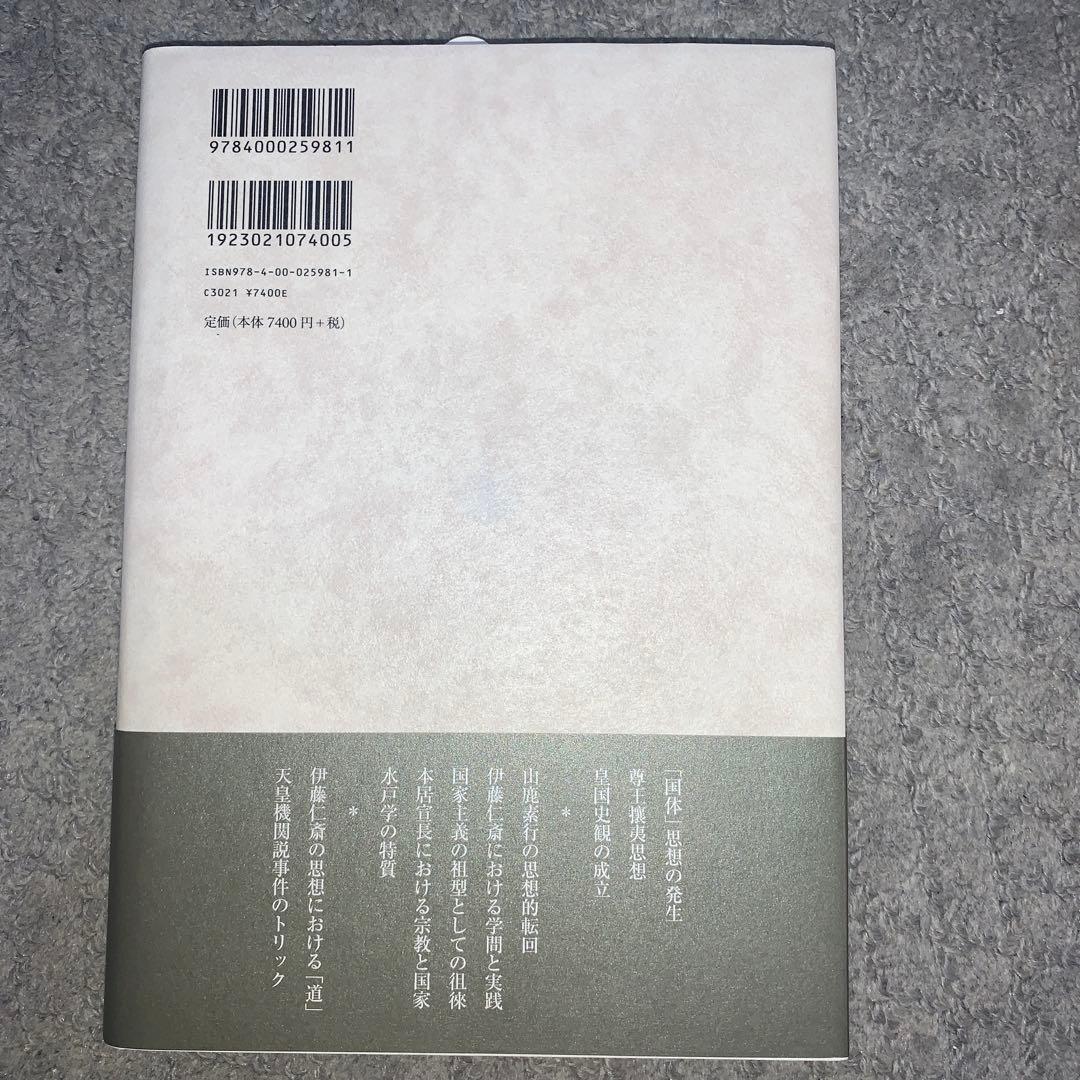 9784000259811
1923021074005
ISBN978-4-00-025981-1
C3021 ¥7400E
定価(本体 7400 円+税)
「国体」思想の発生
尊王攘夷思想
皇国史観の成立
*
山鹿素行の思想的転回
伊藤仁斎における学問と実践
国家主義の祖型としての徂徠
本居宣長における宗教と国家
水戸学の特質
*
伊藤仁斎の思想における「道」
天皇機関説事件のトリック